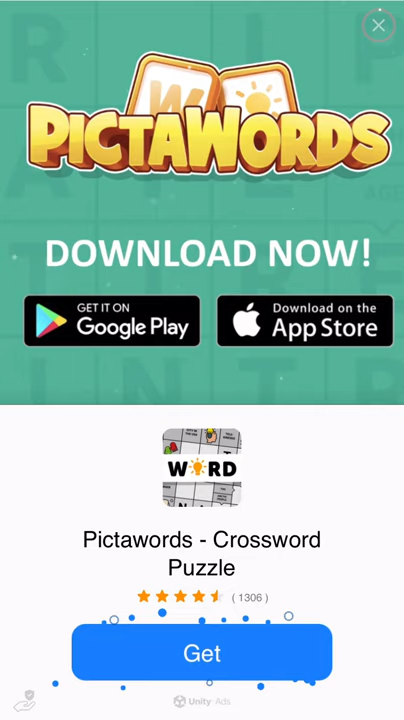 PICTAWORDS
DOWNLOAD NOW!
GET IT ON
Google Play
Download on the
App Store
WORD
Pictawords - Crossword
Puzzle
( 1306 )
Get
Unity Ads